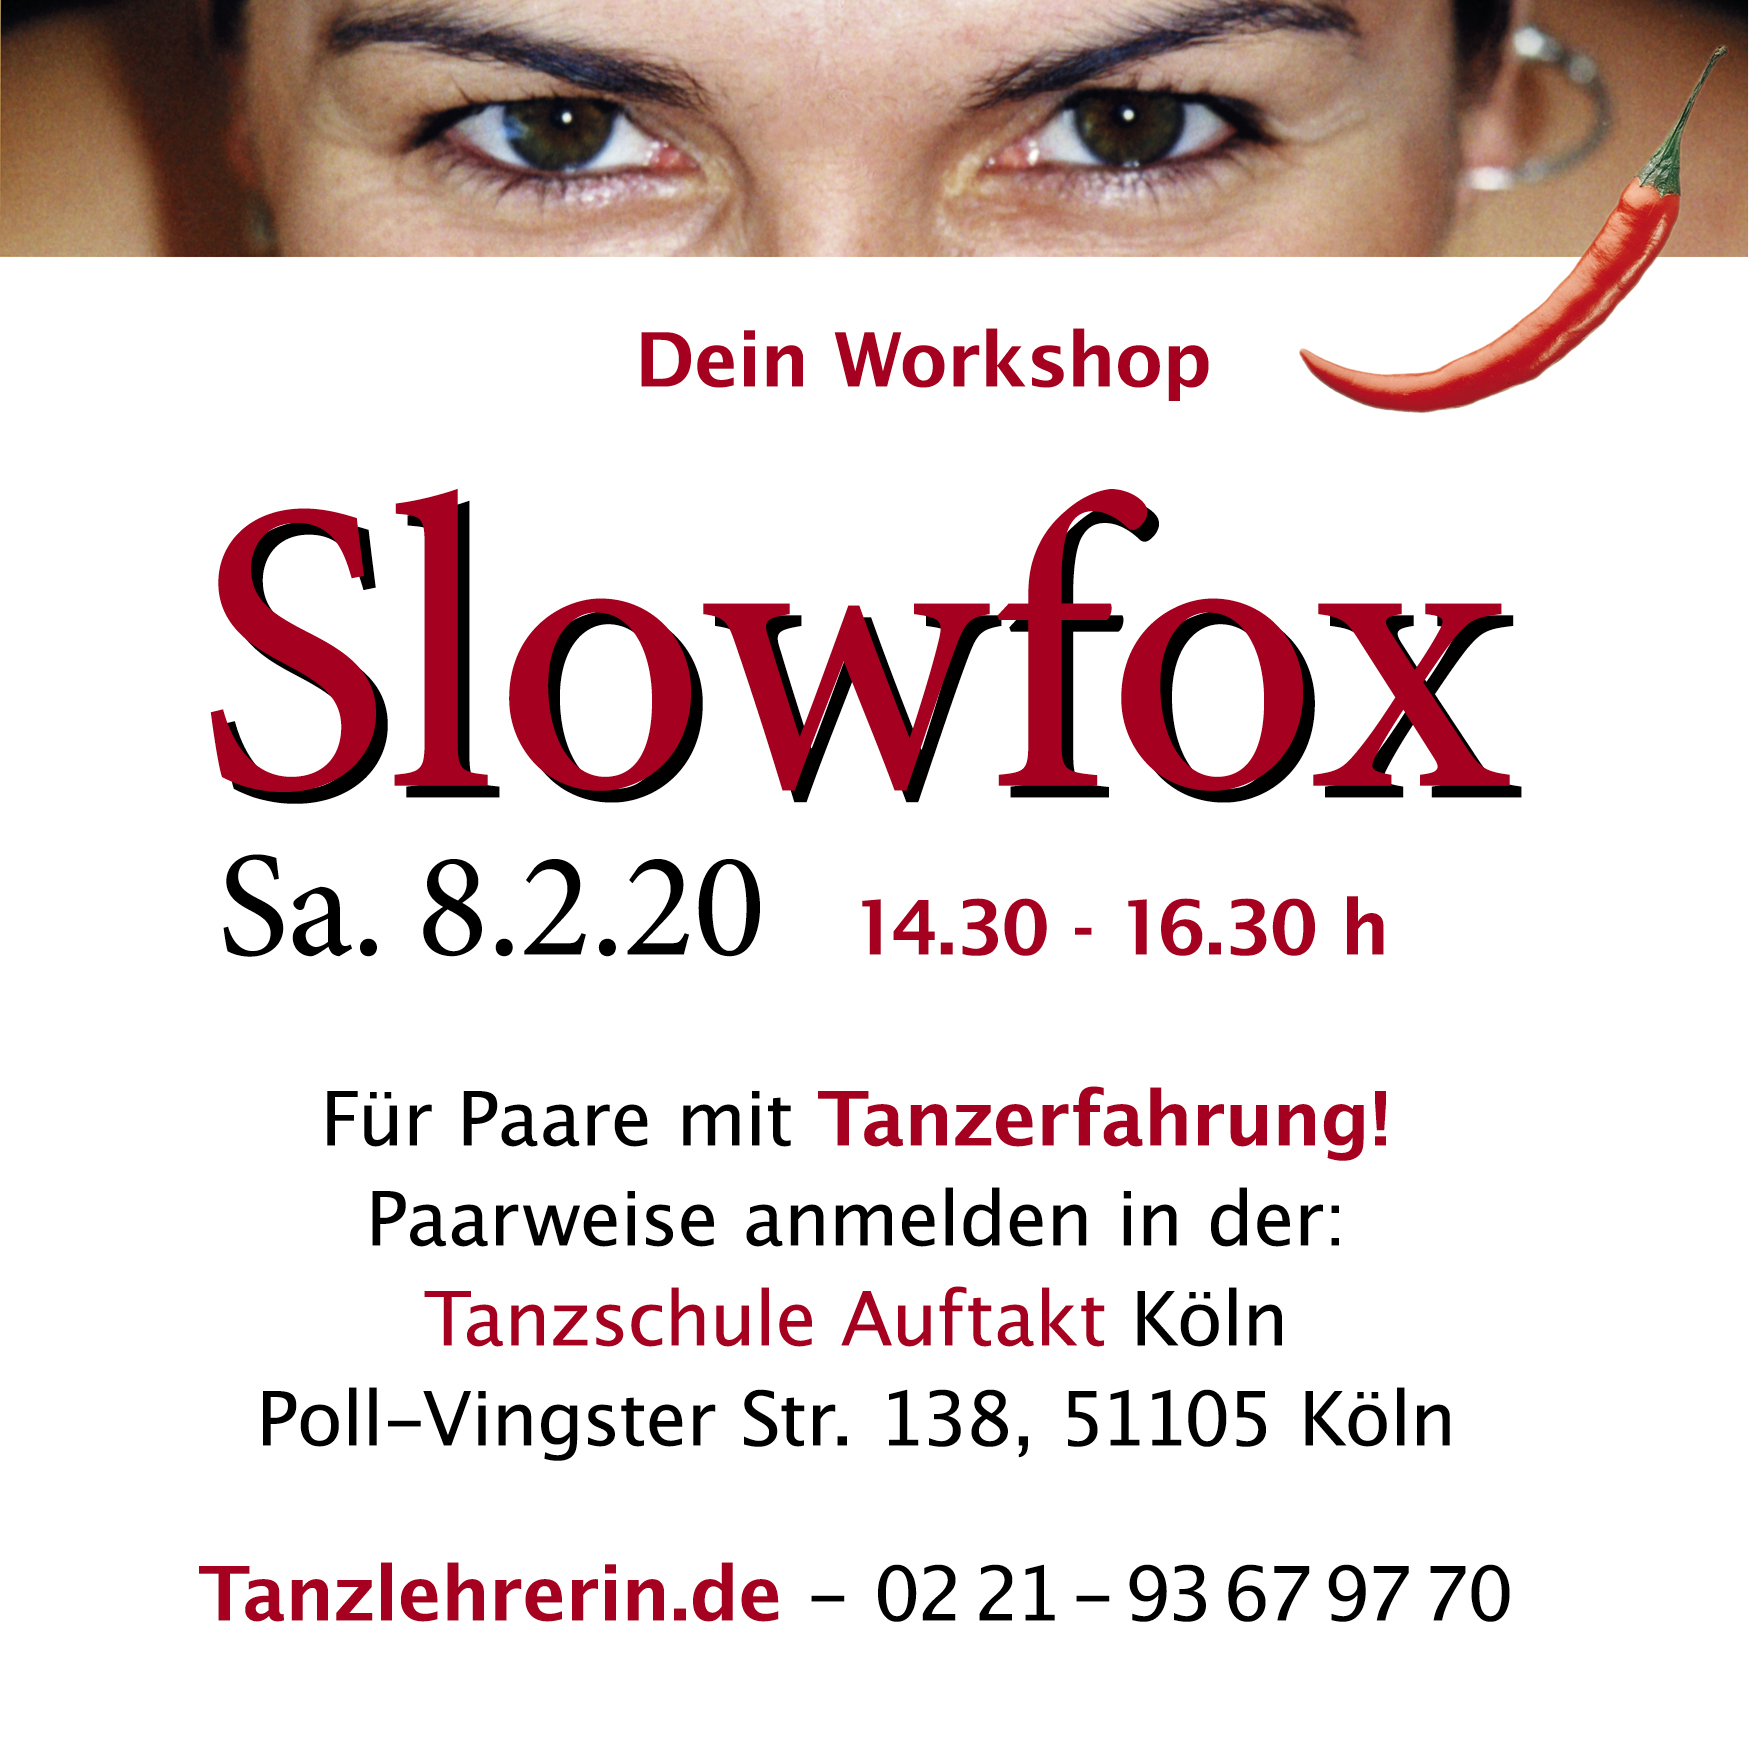 Dein Workshop
Slowfox
Sa. 8.2.20 14.30 - 16.30 h
Für Paare mit Tanzerfahrung!
Paarweise anmelden in der:
Tanzschule Auftakt Köln
Poll–Vingster Str. 138, 51105 Köln
Tanzlehrerin.de – 02 21 – 93 67 97 70